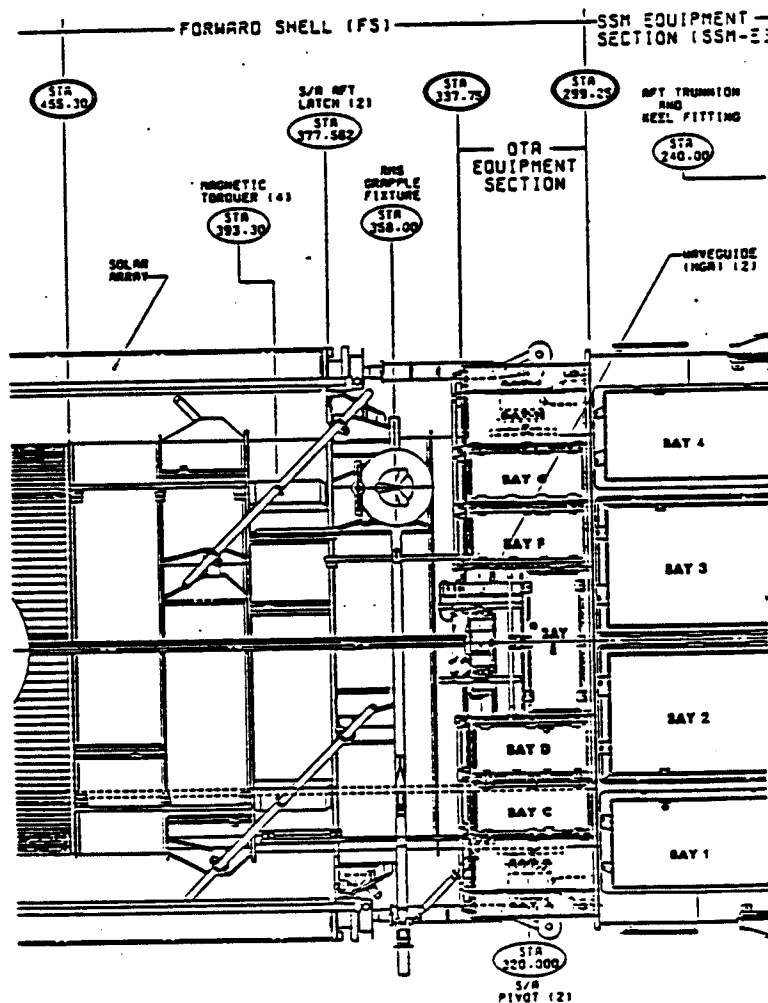 FORWARD SHELL (FS)
SSM EQUIPMENT
SECTION (SSM-E
STA
455.30
S/A AFT
LATCH (2)
STA
377.562
STA
337.75
STA
299.25
AFT TRUNNION
AND
KEEL FITTING
STA
240.00
OTA
EQUIPMENT
SECTION
MAGNETIC
TORQUER (4)
STA
393.30
RMS
GRAPPLE
FIXTURE
STA
358.00
SOLAR
ARRAY
WAVEGUIDE
(HGA) (2)
BAY 4
BAY G
BAY F
BAY 3
BAY
E
BAY 2
BAY D
BAY C
BAY 1
STA
320.000
S/A
PIVOT (2)